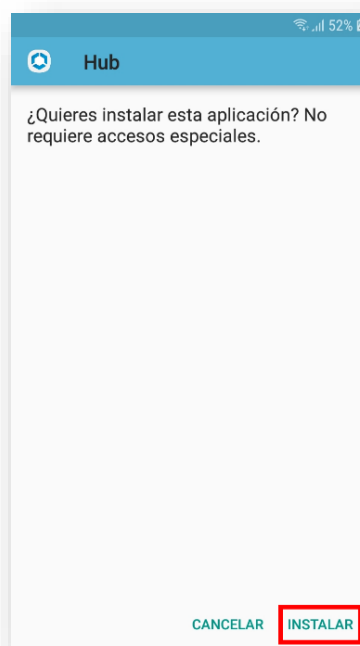 52%
Hub
¿Quieres instalar esta aplicación? No
requiere accesos especiales.
CANCELAR INSTALAR